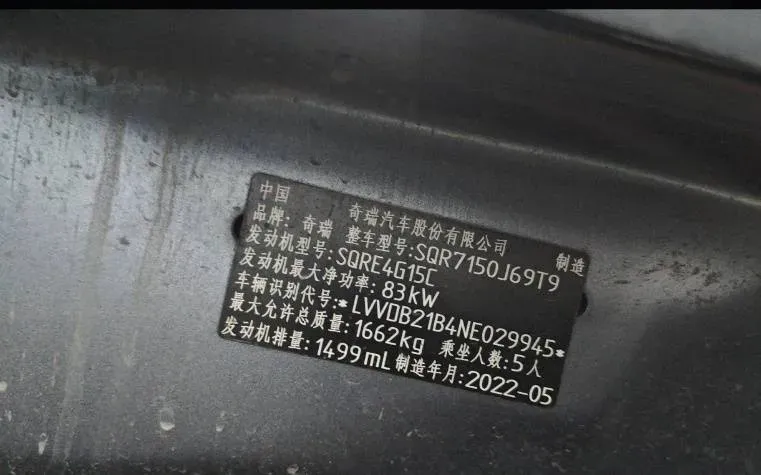 中国 奇瑞汽车股份有限公司 制造
品牌: 奇瑞 整车型号:SQR7150J69T9
发动机型号:SQRE4G15C
发动机最大净功率: 83kW
车辆识别代号:*LVVDB21B4NE029945*
最大允许总质量:1662kg 乘坐人数:5人
发动机排量:1499mL 制造年月:2022-05